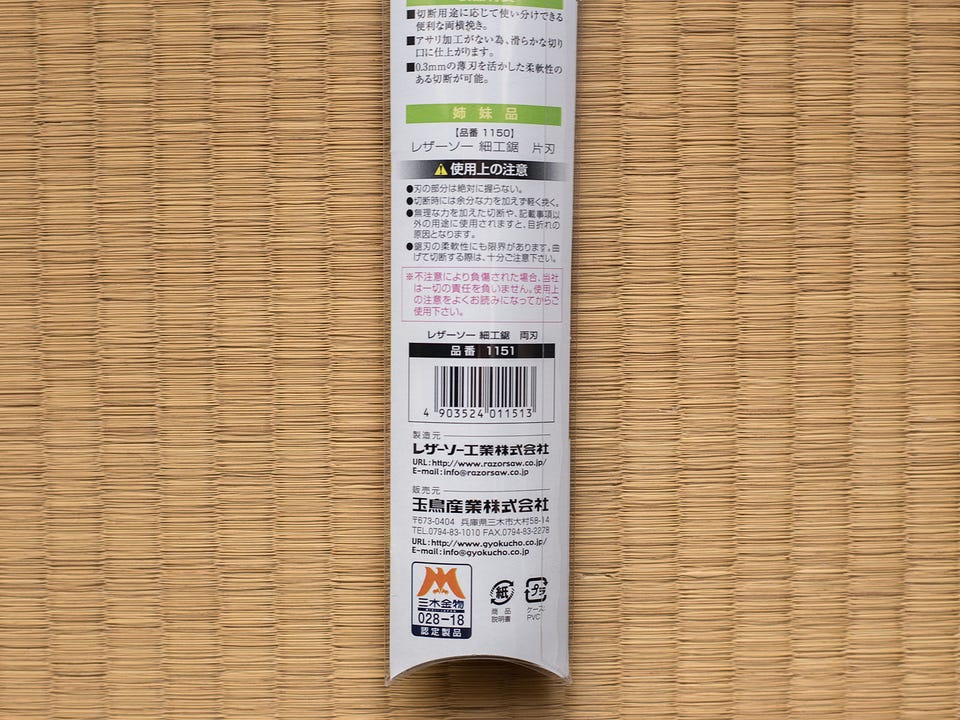 ■切断用途に応じて使い分けできる
便利な両横挽き。
■アサリ加工がない為、滑らかな切り
口に仕上がります。
■0.3mmの薄刃を活かした柔軟性の
ある切断が可能。
姉妹品
【品番 1150】
レザーソー 細工鋸 片刃
使用上の注意
●刃の部分は絶対に握らない。
●切断時には余分な力を加えず軽く挽く。
●無理な力を加えた切断や、記載事項以
外の用途に使用されますと、目折れの
原因となります。
●鋸刃の柔軟性にも限界があります。曲
げて切断する際は、十分ご注意下さい。
※不注意により負傷された場合、当社
は一切の責任を負いません。使用上
の注意をよくお読みになってからご
使用下さい。
レザーソー 細工鋸 両刃
品番 1151
4 903524 011513
製造元
レザーソー工業株式会社
URL:http://www.razorsaw.co.jp/
E-mail:info@razorsaw.co.jp
販売元
玉鳥産業株式会社
〒673-0404 兵庫県三木市大村58-14
TEL.0794-83-1010 FAX.0794-83-2278
URL:http://www.gyokucho.co.jp/
E-mail:info@gyokucho.co.jp
三木金物
028-18
認定製品
紙
商品
説明書
プラ
ケース:
PVC